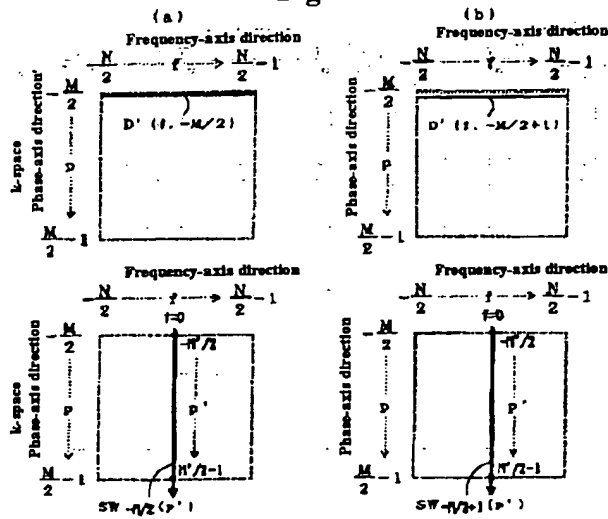 (a)
Frequency-axis direction
-N/2 f N/2-1
-M/2
D' (f, -M/2)
k-space
Phase-axis direction
p
M/2-1
Frequency-axis direction
-N/2 f N/2-1
f=0
-M/2
-M'/2
k-space
Phase-axis direction
p
p'
M'/2-1
M/2-1
SW-M/2 (p')
(b)
Frequency-axis direction
-N/2 f N/2-1
-M/2
D' (f, -M/2+1)
Phase-axis direction
p
M/2-1
Frequency-axis direction
-N/2 f N/2-1
f=0
-M/2
-M'/2
Phase-axis direction
p
p'
M'/2-1
M/2-1
SW-M/2+1 (p')